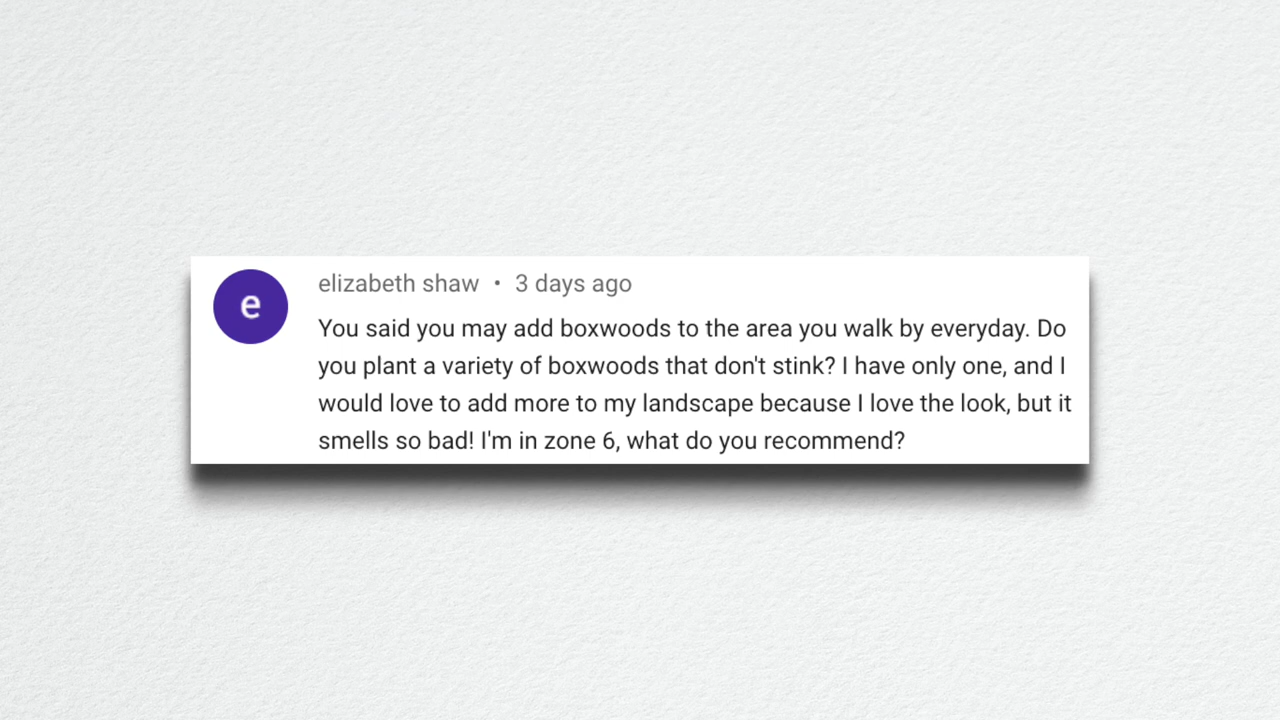 e
elizabeth shaw • 3 days ago
You said you may add boxwoods to the area you walk by everyday. Do
you plant a variety of boxwoods that don't stink? I have only one, and I
would love to add more to my landscape because I love the look, but it
smells so bad! I'm in zone 6, what do you recommend?